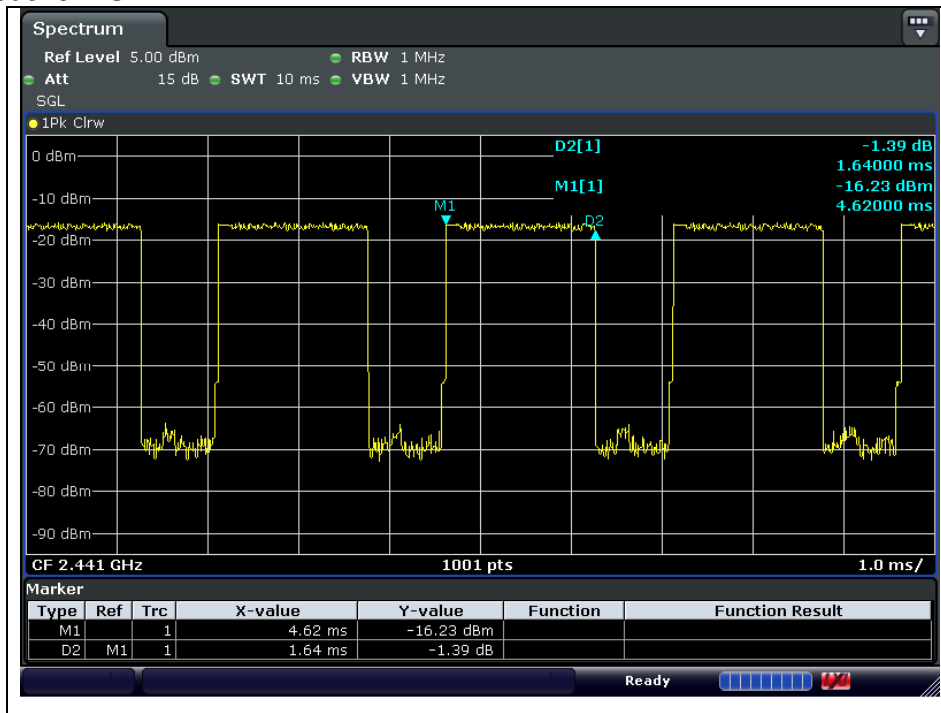 Spectrum
Ref Level 5.00 dBm RBW 1 MHz
Att 15 dB SWT 10 ms VBW 1 MHz
SGL
1Pk Clrw
D2[1] -1.39 dB
1.64000 ms
M1[1] -16.23 dBm
4.62000 ms
0 dBm
-10 dBm
M1
D2
-20 dBm
-30 dBm
-40 dBm
-50 dBm
-60 dBm
-70 dBm
-80 dBm
-90 dBm
CF 2.441 GHz 1001 pts 1.0 ms/
Marker
Type Ref Trc X-value Y-value Function Function Result
M1 1 4.62 ms -16.23 dBm
D2 M1 1 1.64 ms -1.39 dB
Ready